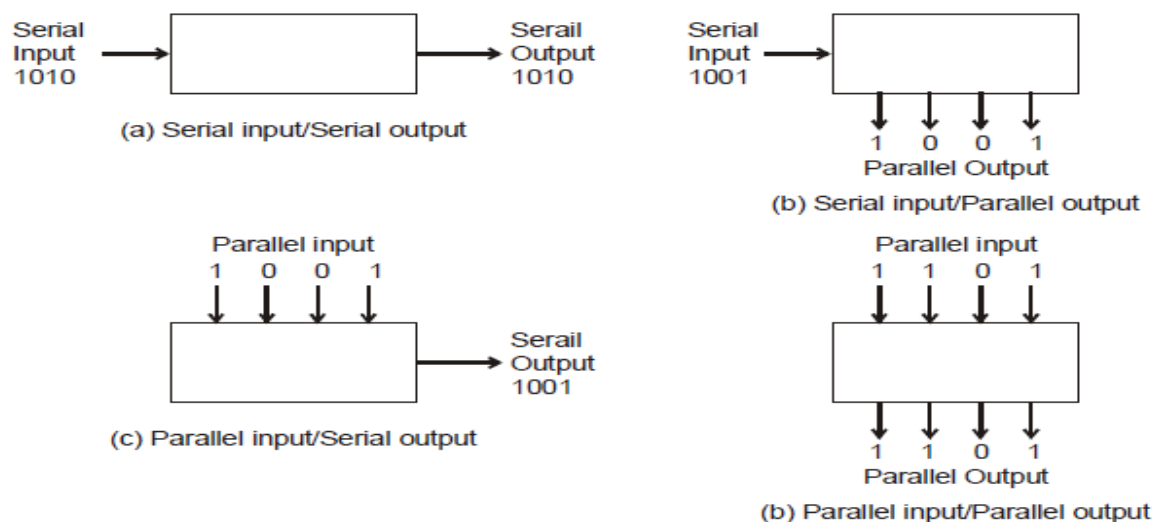 Serial
Input
1010
Serail
Output
1010
(a) Serial input/Serial output
Serial
Input
1001
1 0 0 1
Parallel Output
(b) Serial input/Parallel output
Parallel input
1 0 0 1
Serail
Output
1001
(c) Parallel input/Serial output
Parallel input
1 1 0 1
1 1 0 1
Parallel Output
(b) Parallel input/Parallel output